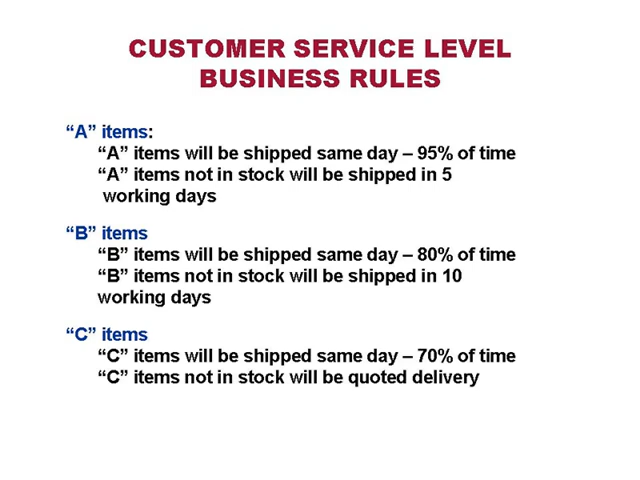 CUSTOMER SERVICE LEVEL
BUSINESS RULES
“A” items:
“A” items will be shipped same day – 95% of time
“A” items not in stock will be shipped in 5
working days
“B” items
“B” items will be shipped same day – 80% of time
“B” items not in stock will be shipped in 10
working days
“C” items
“C” items will be shipped same day – 70% of time
“C” items not in stock will be quoted delivery